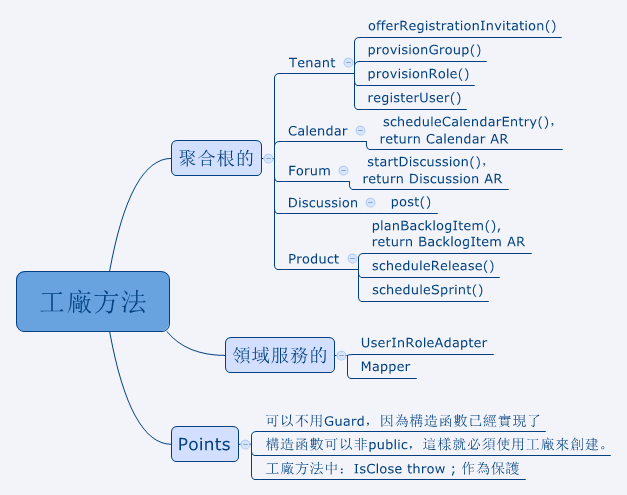 工廠方法
聚合根的
Tenant
offerRegistrationInvitation()
provisionGroup()
provisionRole()
registerUser()
Calendar
scheduleCalendarEntry(),
return Calendar AR
Forum
startDiscussion(),
return Discussion AR
Discussion
post()
Product
planBacklogItem(),
return BacklogItem AR
scheduleRelease()
scheduleSprint()
領域服務的
UserInRoleAdapter
Mapper
Points
可以不用Guard，因為構造函數已經實現了
構造函數可以非public，這樣就必須使用工廠來創建。
工廠方法中：IsClose throw ; 作為保護